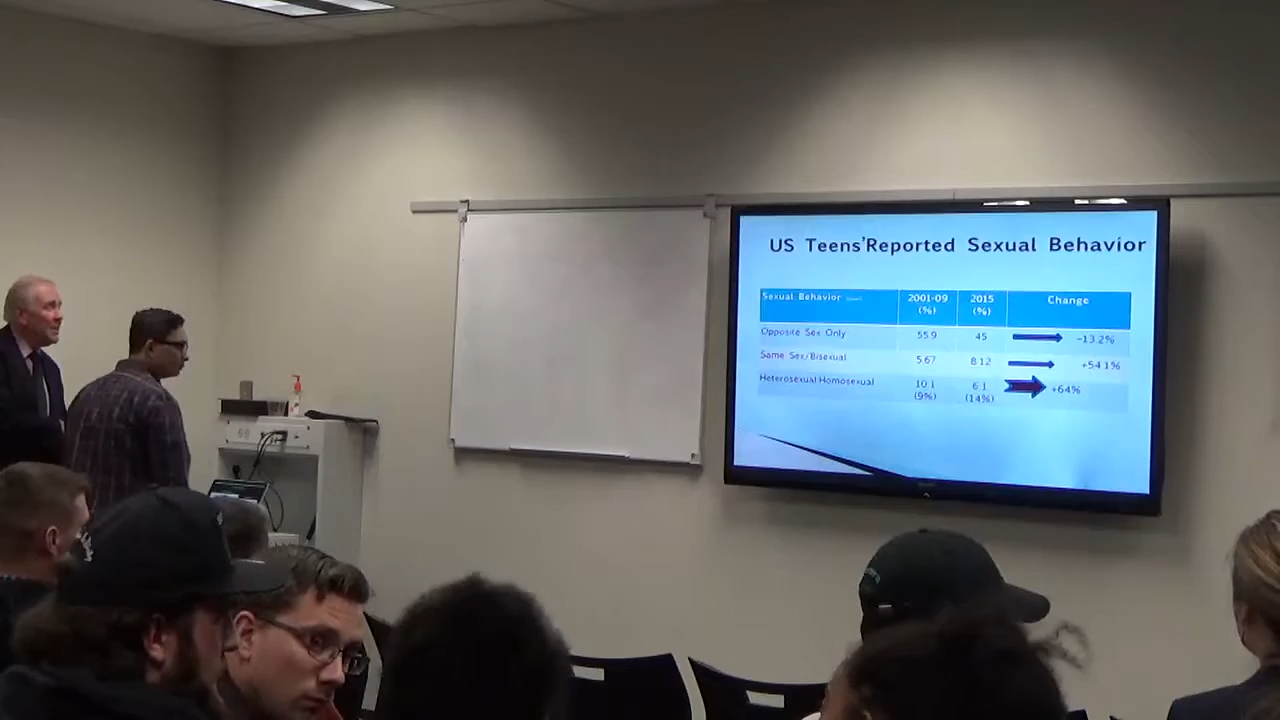 US Teens'Reported Sexual Behavior
Sexual Behavior 2001-09 (%) 2015 (%) Change
Opposite Sex Only 55.9 45 -13.2%
Same Sex/Bisexual 5.67 8.12 +54.1%
Heterosexual Homosexual 10.1 (9%) 6.1 (14%) +64%